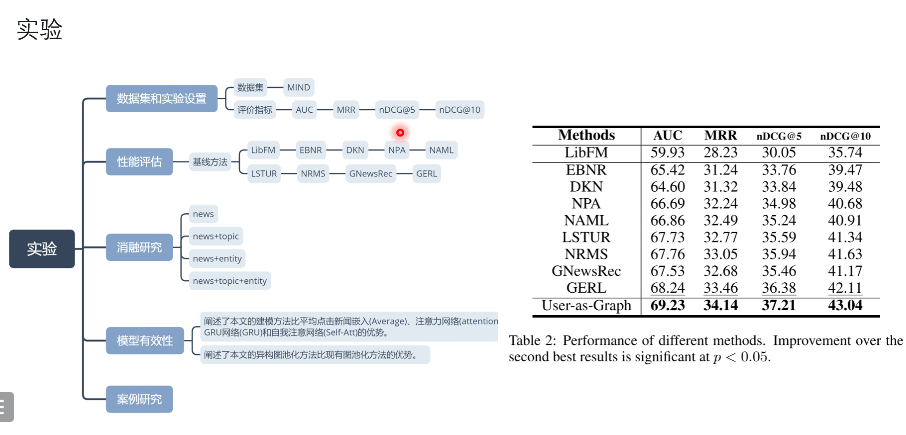 实验
实验
数据集和实验设置
数据集 MIND
评价指标 AUC MRR nDCG@5 nDCG@10
性能评估
基线方法
LibFM EBNR DKN NPA NAML
LSTUR NRMS GNewsRec GERL
消融研究
news
news+topic
news+entity
news+topic+entity
模型有效性
阐述了本文的建模方法比平均点击新闻嵌入(Average)、注意力网络(attention
GRU网络(GRU)和自我注意网络(Self-Att)的优势。
阐述了本文的异构图池化方法比现有图池化方法的优势。
案例研究
Methods AUC MRR nDCG@5 nDCG@10
LibFM 59.93 28.23 30.05 35.74
EBNR 65.42 31.24 33.76 39.47
DKN 64.60 31.32 33.84 39.48
NPA 66.69 32.24 34.98 40.68
NAML 66.86 32.49 35.24 40.91
LSTUR 67.73 32.77 35.59 41.34
NRMS 67.76 33.05 35.94 41.63
GNewsRec 67.53 32.68 35.46 41.17
GERL 68.24 33.46 36.38 42.11
User-as-Graph 69.23 34.14 37.21 43.04
Table 2: Performance of different methods. Improvement over the
second best results is significant at p < 0.05.